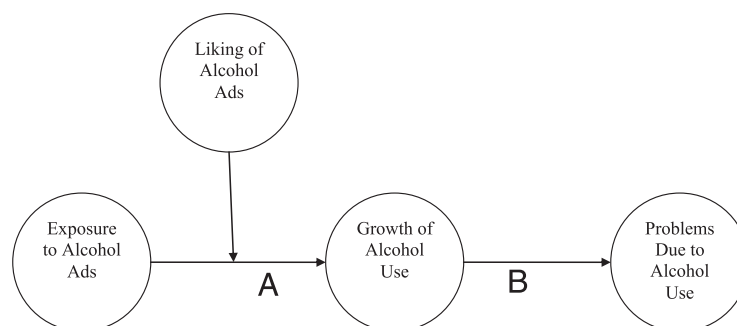 Liking of
Alcohol
Ads
Exposure
to Alcohol
Ads
A
Growth of
Alcohol
Use
B
Problems
Due to
Alcohol
Use